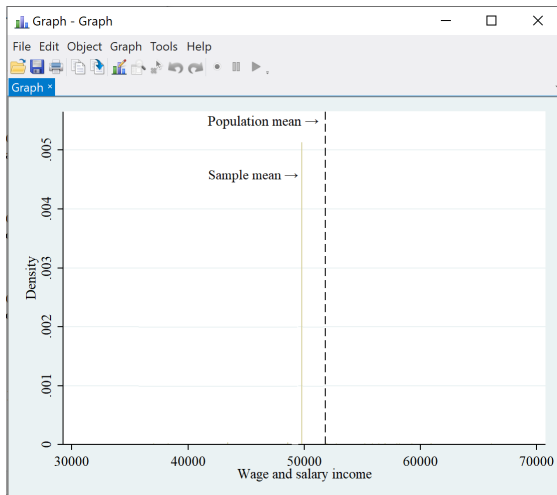 Graph - Graph
File Edit Object Graph Tools Help
Graph ×
Population mean →
Sample mean →
.005
.004
.003
.002
.001
0
Density
30000 40000 50000 60000 70000
Wage and salary income